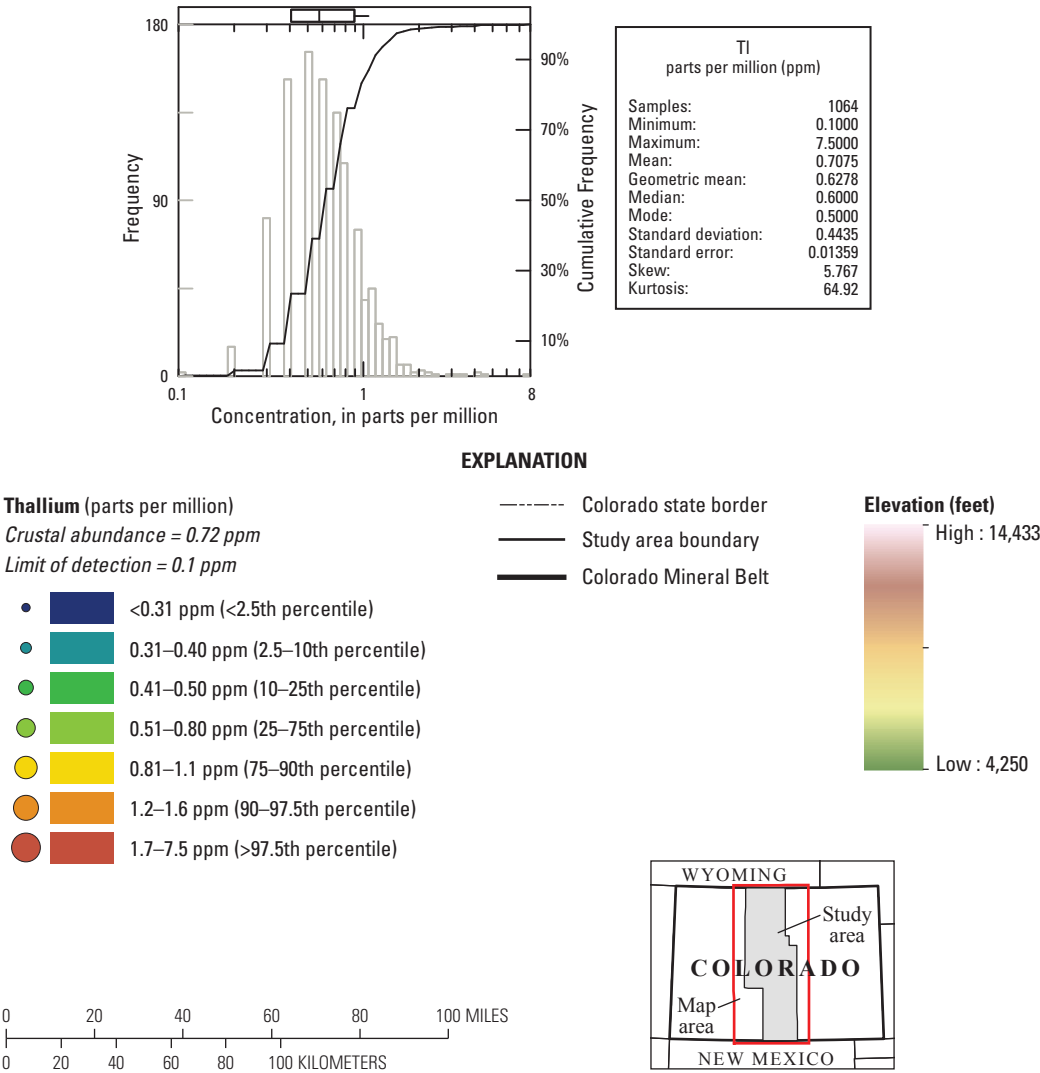 180
90
0
Frequency
0.1
1
8
Concentration, in parts per million
90%
70%
50%
30%
10%
Cumulative Frequency
Tl
parts per million (ppm)
Samples: 1064
Minimum: 0.1000
Maximum: 7.5000
Mean: 0.7075
Geometric mean: 0.6278
Median: 0.6000
Mode: 0.5000
Standard deviation: 0.4435
Standard error: 0.01359
Skew: 5.767
Kurtosis: 64.92
EXPLANATION
Thallium (parts per million)
Crustal abundance = 0.72 ppm
Limit of detection = 0.1 ppm
<0.31 ppm (<2.5th percentile)
0.31–0.40 ppm (2.5–10th percentile)
0.41–0.50 ppm (10–25th percentile)
0.51–0.80 ppm (25–75th percentile)
0.81–1.1 ppm (75–90th percentile)
1.2–1.6 ppm (90–97.5th percentile)
1.7–7.5 ppm (>97.5th percentile)
Colorado state border
Study area boundary
Colorado Mineral Belt
Elevation (feet)
High : 14,433
Low : 4,250
0 20 40 60 80 100 MILES
0 20 40 60 80 100 KILOMETERS
WYOMING
Study
area
COLORADO
Map
area
NEW MEXICO